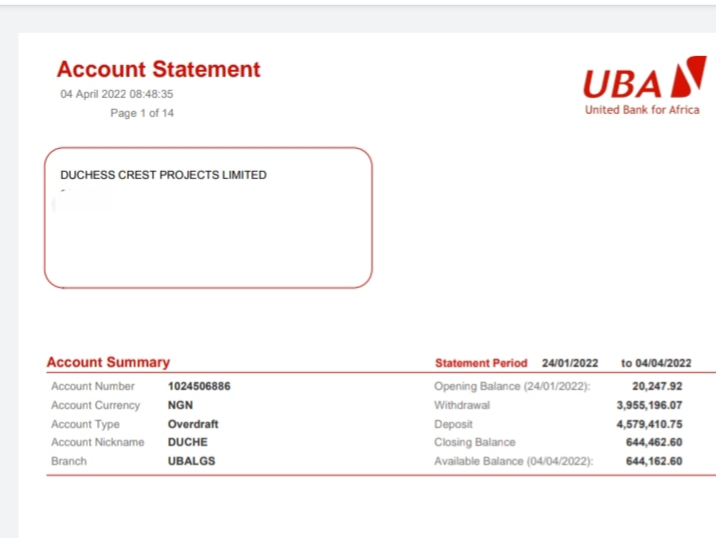 Account Statement
04 April 2022 08:48:35
Page 1 of 14
UBA
United Bank for Africa
DUCHESS CREST PROJECTS LIMITED
Account Summary
Account Number 1024506886
Account Currency NGN
Account Type Overdraft
Account Nickname DUCHE
Branch UBALGS
Statement Period 24/01/2022 to 04/04/2022
Opening Balance (24/01/2022): 20,247.92
Withdrawal 3,955,196.07
Deposit 4,579,410.75
Closing Balance 644,462.60
Available Balance (04/04/2022): 644,162.60